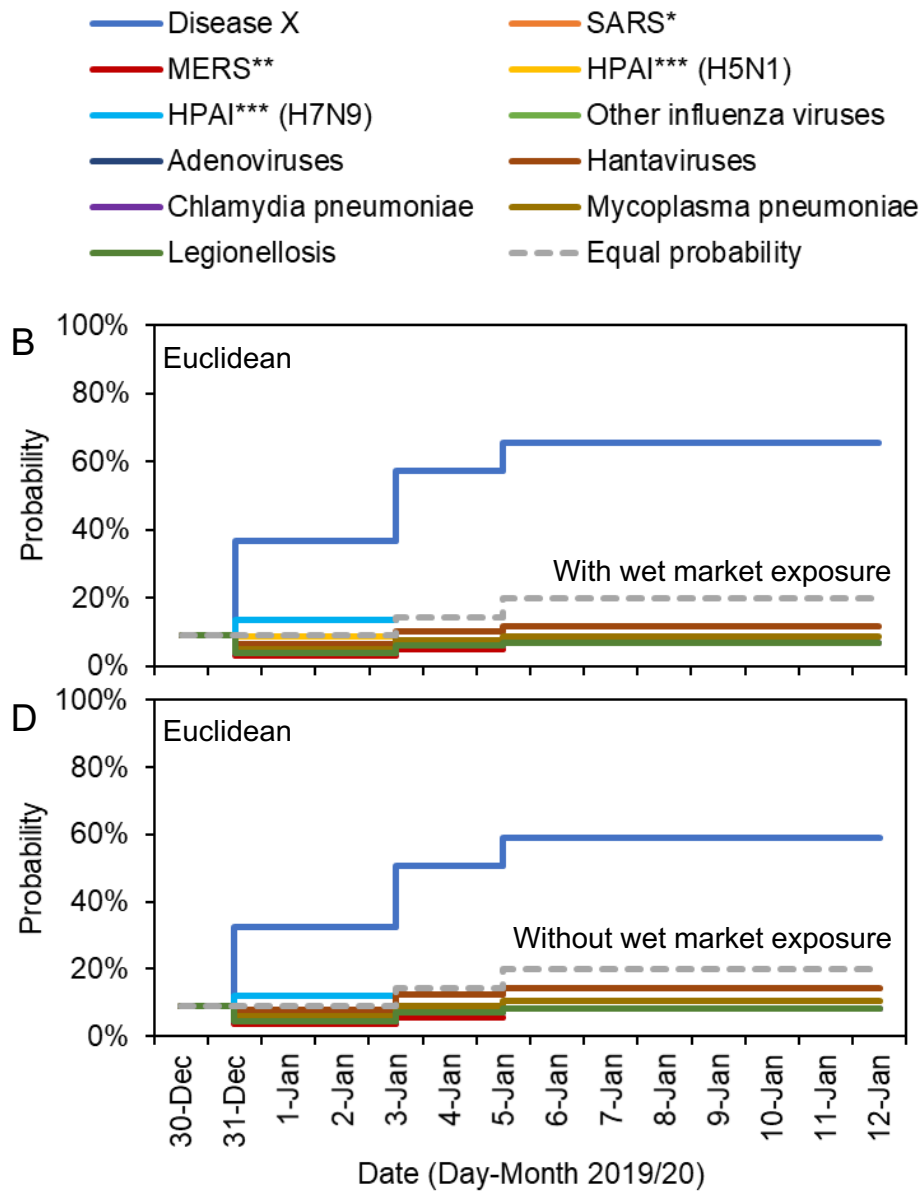 Disease X
SARS*
MERS**
HPAI*** (H5N1)
HPAI*** (H7N9)
Other influenza viruses
Adenoviruses
Hantaviruses
Chlamydia pneumoniae
Mycoplasma pneumoniae
Legionellosis
Equal probability
B
100%
80%
60%
40%
20%
0%
Probability
Euclidean
With wet market exposure
D
100%
80%
60%
40%
20%
0%
Probability
Euclidean
Without wet market exposure
30-Dec
31-Dec
1-Jan
2-Jan
3-Jan
4-Jan
5-Jan
6-Jan
7-Jan
8-Jan
9-Jan
10-Jan
11-Jan
12-Jan
Date (Day-Month 2019/20)